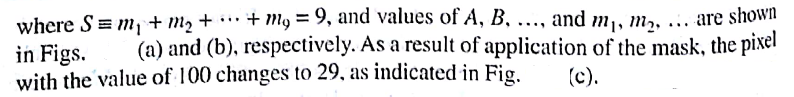 where S ≡ m₁ + m₂ + ··· + m₉ = 9, and values of A, B, ..., and m₁, m₂, ... are shown
in Figs. (a) and (b), respectively. As a result of application of the mask, the pixel
with the value of 100 changes to 29, as indicated in Fig. (c).